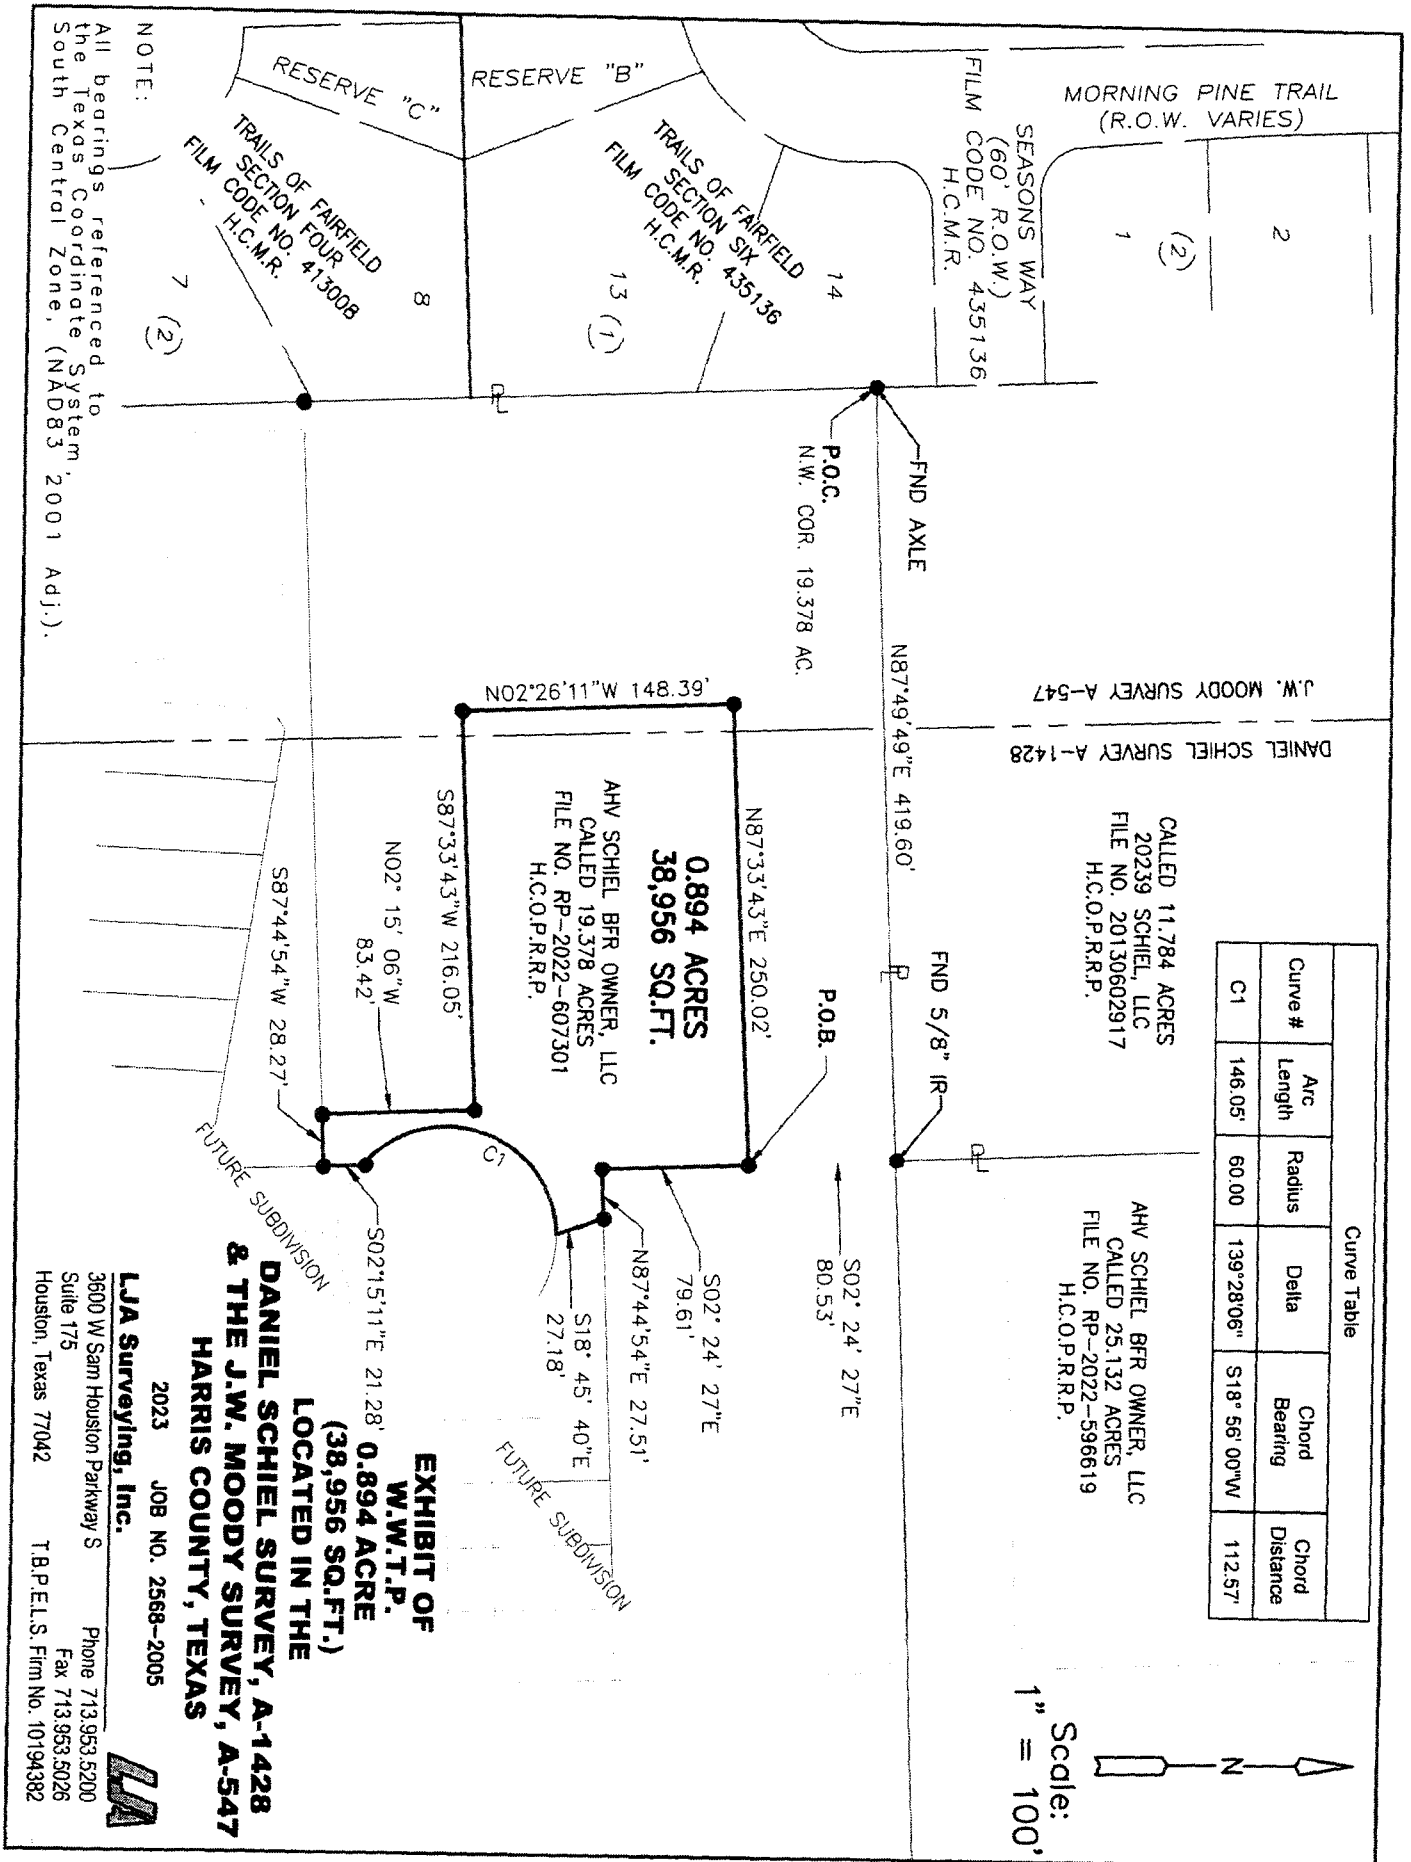 Curve Table
Curve #
Arc
Length
Radius
Delta
Chord
Bearing
Chord
Distance
C1
146.05'
60.00
139°28'06"
S18° 56' 00"W
112.57'
Scale:
1" = 100'
N
MORNING PINE TRAIL
(R.O.W. VARIES)
2
(2)
1
SEASONS WAY
(60' R.O.W.)
FILM CODE NO. 435136
H.C.M.R.
RESERVE "B"
14
TRAILS OF FAIRFIELD
SECTION SIX
FILM CODE NO. 435136
H.C.M.R.
13
(1)
RESERVE "C"
TRAILS OF FAIRFIELD
SECTION FOUR
FILM CODE NO. 413008
H.C.M.R.
8
7
(2)
J.W. MOODY SURVEY A-547
DANIEL SCHIEL SURVEY A-1428
CALLED 11.784 ACRES
20239 SCHIEL, LLC
FILE NO. 20130602917
H.C.O.P.R.R.P.
AHV SCHIEL BFR OWNER, LLC
CALLED 25.132 ACRES
FILE NO. RP-2022-596619
H.C.O.P.R.R.P.
FND AXLE
P.O.C.
N.W. COR. 19.378 AC.
N87°49'49"E 419.60'
FND 5/8" IR
PL
PL
PL
P.O.B.
S02° 24' 27"E
80.53'
N87°33'43"E 250.02'
N02°26'11"W 148.39'
0.894 ACRES
38,956 SQ.FT.
AHV SCHIEL BFR OWNER, LLC
CALLED 19.378 ACRES
FILE NO. RP-2022-607301
H.C.O.P.R.R.P.
S02° 24' 27"E
79.61'
N87°44'54"E 27.51'
S18° 45' 40"E
27.18'
C1
S87°33'43"W 216.05'
N02° 15' 06"W
83.42'
S02°15'11"E 21.28'
S87°44'54"W 28.27'
FUTURE SUBDIVISION
FUTURE SUBDIVISION
NOTE:
All bearings referenced to
the Texas Coordinate System,
South Central Zone, (NAD83 2001 Adj.).
EXHIBIT OF
W.W.T.P.
0.894 ACRE
(38,956 SQ.FT.)
LOCATED IN THE
DANIEL SCHIEL SURVEY, A-1428
& THE J.W. MOODY SURVEY, A-547
HARRIS COUNTY, TEXAS
2023 JOB NO. 2568-2005
LJA Surveying, Inc.
3600 W Sam Houston Parkway S
Suite 175
Houston, Texas 77042
Phone 713.953.5200
Fax 713.953.5026
T.B.P.E.L.S. Firm No. 10194382
LJA